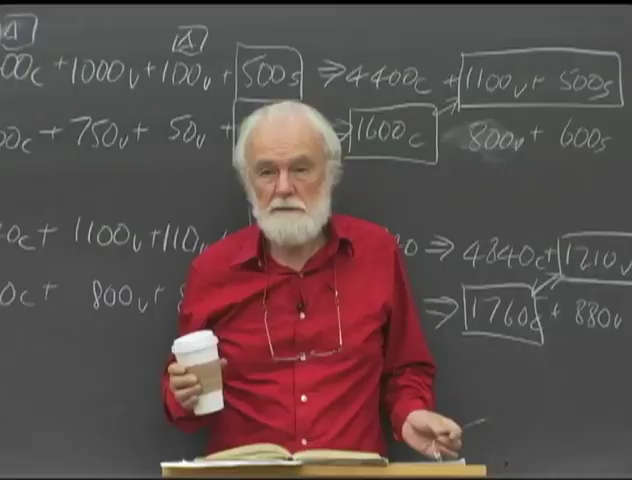 A A
00c + 1000v + 100v + 500s ⇒ 4400c + 1100v + 500s
00c + 750v + 50v + 1600c 800v + 600s
0c + 1100v + 110v ⇒ 4840c + 1210v
0c + 800v + ⇒ 1760c + 880v